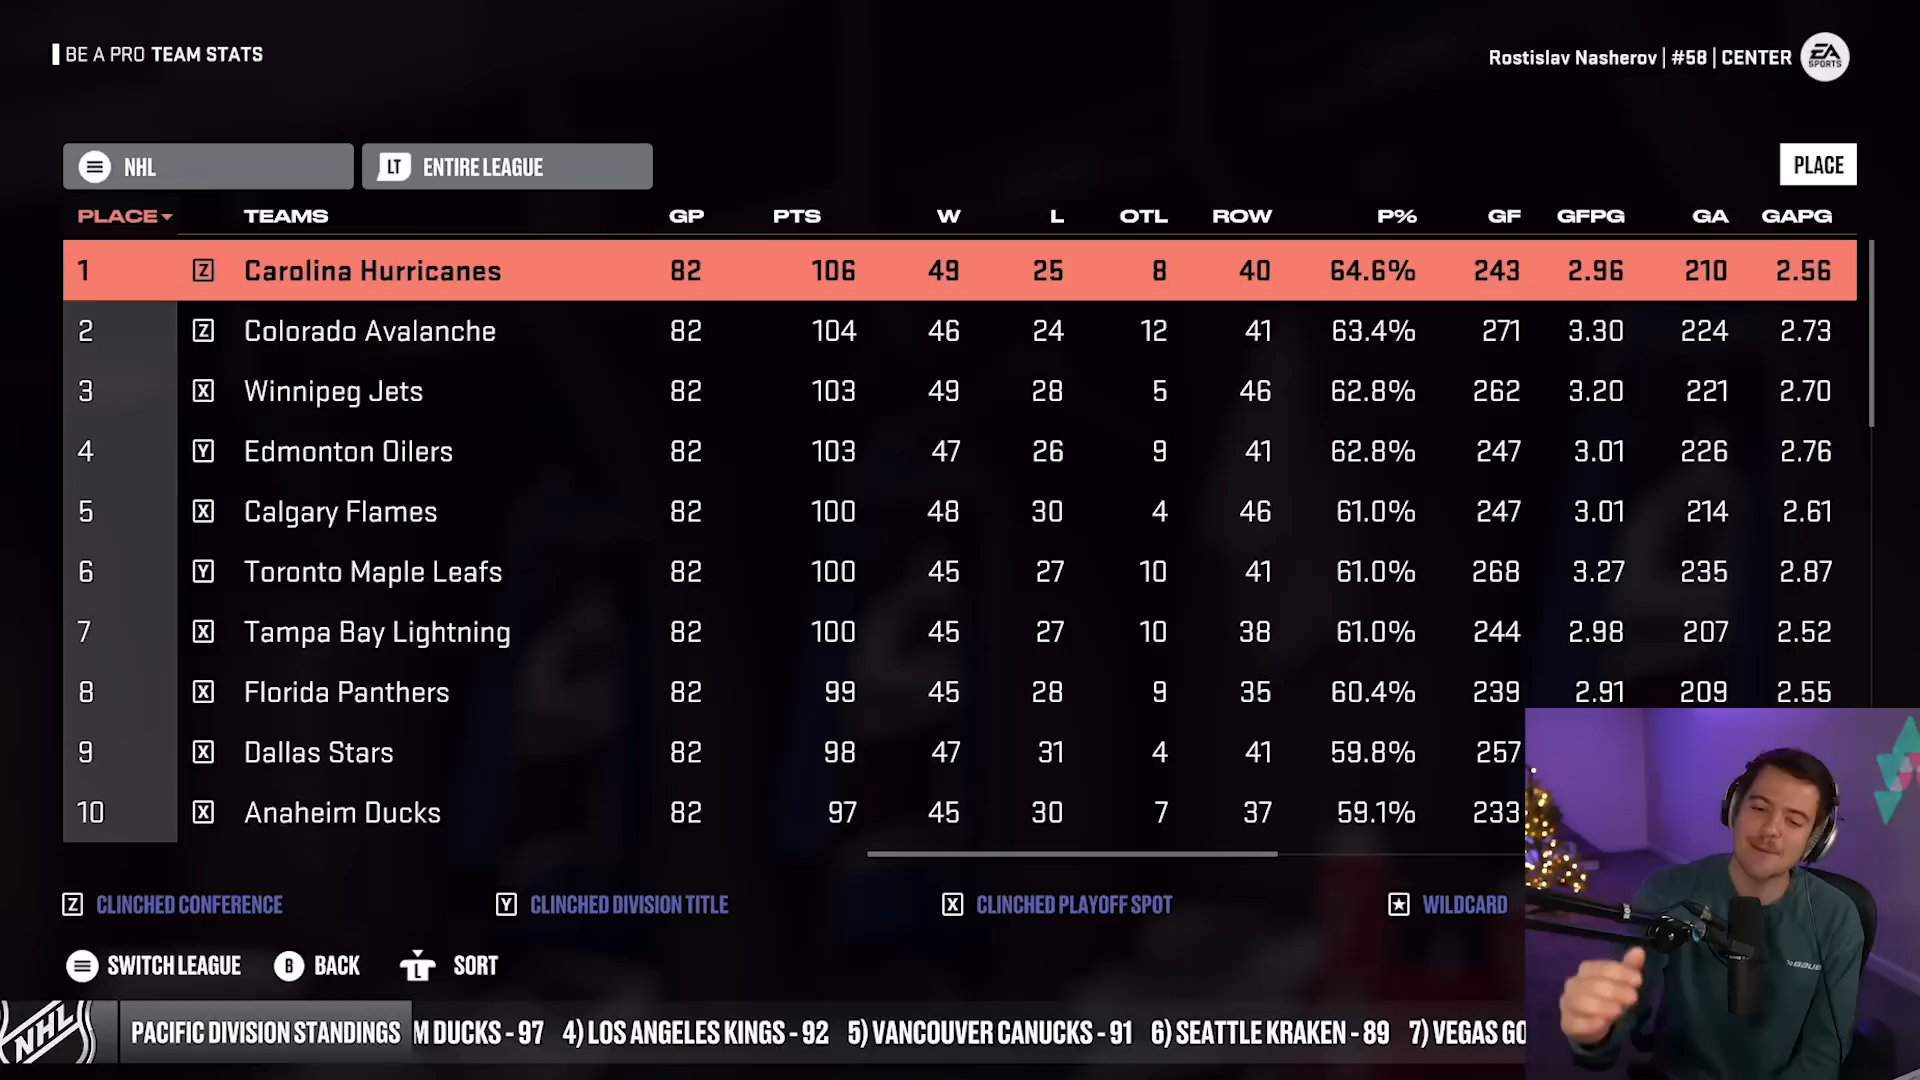 BE A PRO TEAM STATS
Rostislav Nasherov | #58 | CENTER
EA SPORTS
NHL
LT ENTIRE LEAGUE
PLACE
PLACE TEAMS GP PTS W L OTL ROW P% GF GFPG GA GAPG
1 Z Carolina Hurricanes 82 106 49 25 8 40 64.6% 243 2.96 210 2.56
2 Z Colorado Avalanche 82 104 46 24 12 41 63.4% 271 3.30 224 2.73
3 X Winnipeg Jets 82 103 49 28 5 46 62.8% 262 3.20 221 2.70
4 Y Edmonton Oilers 82 103 47 26 9 41 62.8% 247 3.01 226 2.76
5 X Calgary Flames 82 100 48 30 4 46 61.0% 247 3.01 214 2.61
6 Y Toronto Maple Leafs 82 100 45 27 10 41 61.0% 268 3.27 235 2.87
7 X Tampa Bay Lightning 82 100 45 27 10 38 61.0% 244 2.98 207 2.52
8 X Florida Panthers 82 99 45 28 9 35 60.4% 239 2.91 209 2.55
9 X Dallas Stars 82 98 47 31 4 41 59.8% 257
10 X Anaheim Ducks 82 97 45 30 7 37 59.1% 233
Z CLINCHED CONFERENCE Y CLINCHED DIVISION TITLE X CLINCHED PLAYOFF SPOT ★ WILDCARD
SWITCH LEAGUE B BACK L SORT
NHL PACIFIC DIVISION STANDINGS M DUCKS - 97 4) LOS ANGELES KINGS - 92 5) VANCOUVER CANUCKS - 91 6) SEATTLE KRAKEN - 89 7) VEGAS GO
BAUER